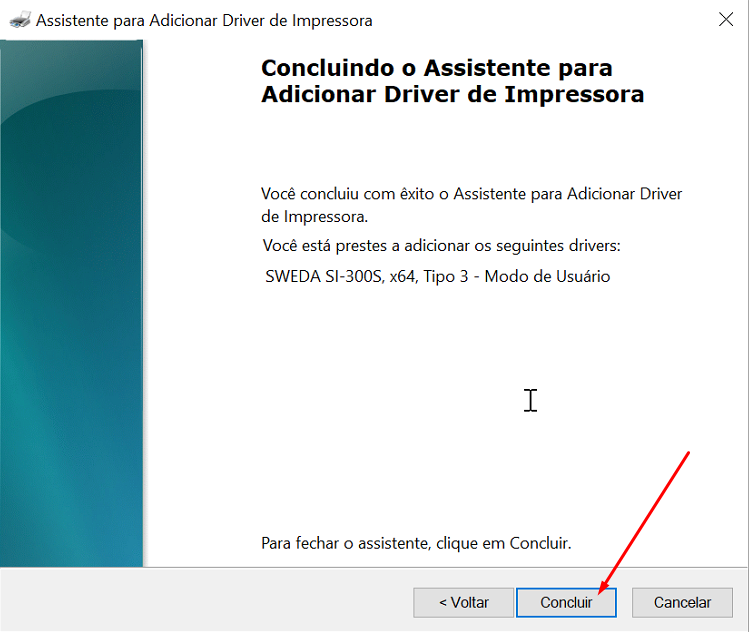 Assistente para Adicionar Driver de Impressora
Concluindo o Assistente para
Adicionar Driver de Impressora
Você concluiu com êxito o Assistente para Adicionar Driver
de Impressora.
Você está prestes a adicionar os seguintes drivers:
SWEDA SI-300S, x64, Tipo 3 - Modo de Usuário
Para fechar o assistente, clique em Concluir.
< Voltar
Concluir
Cancelar